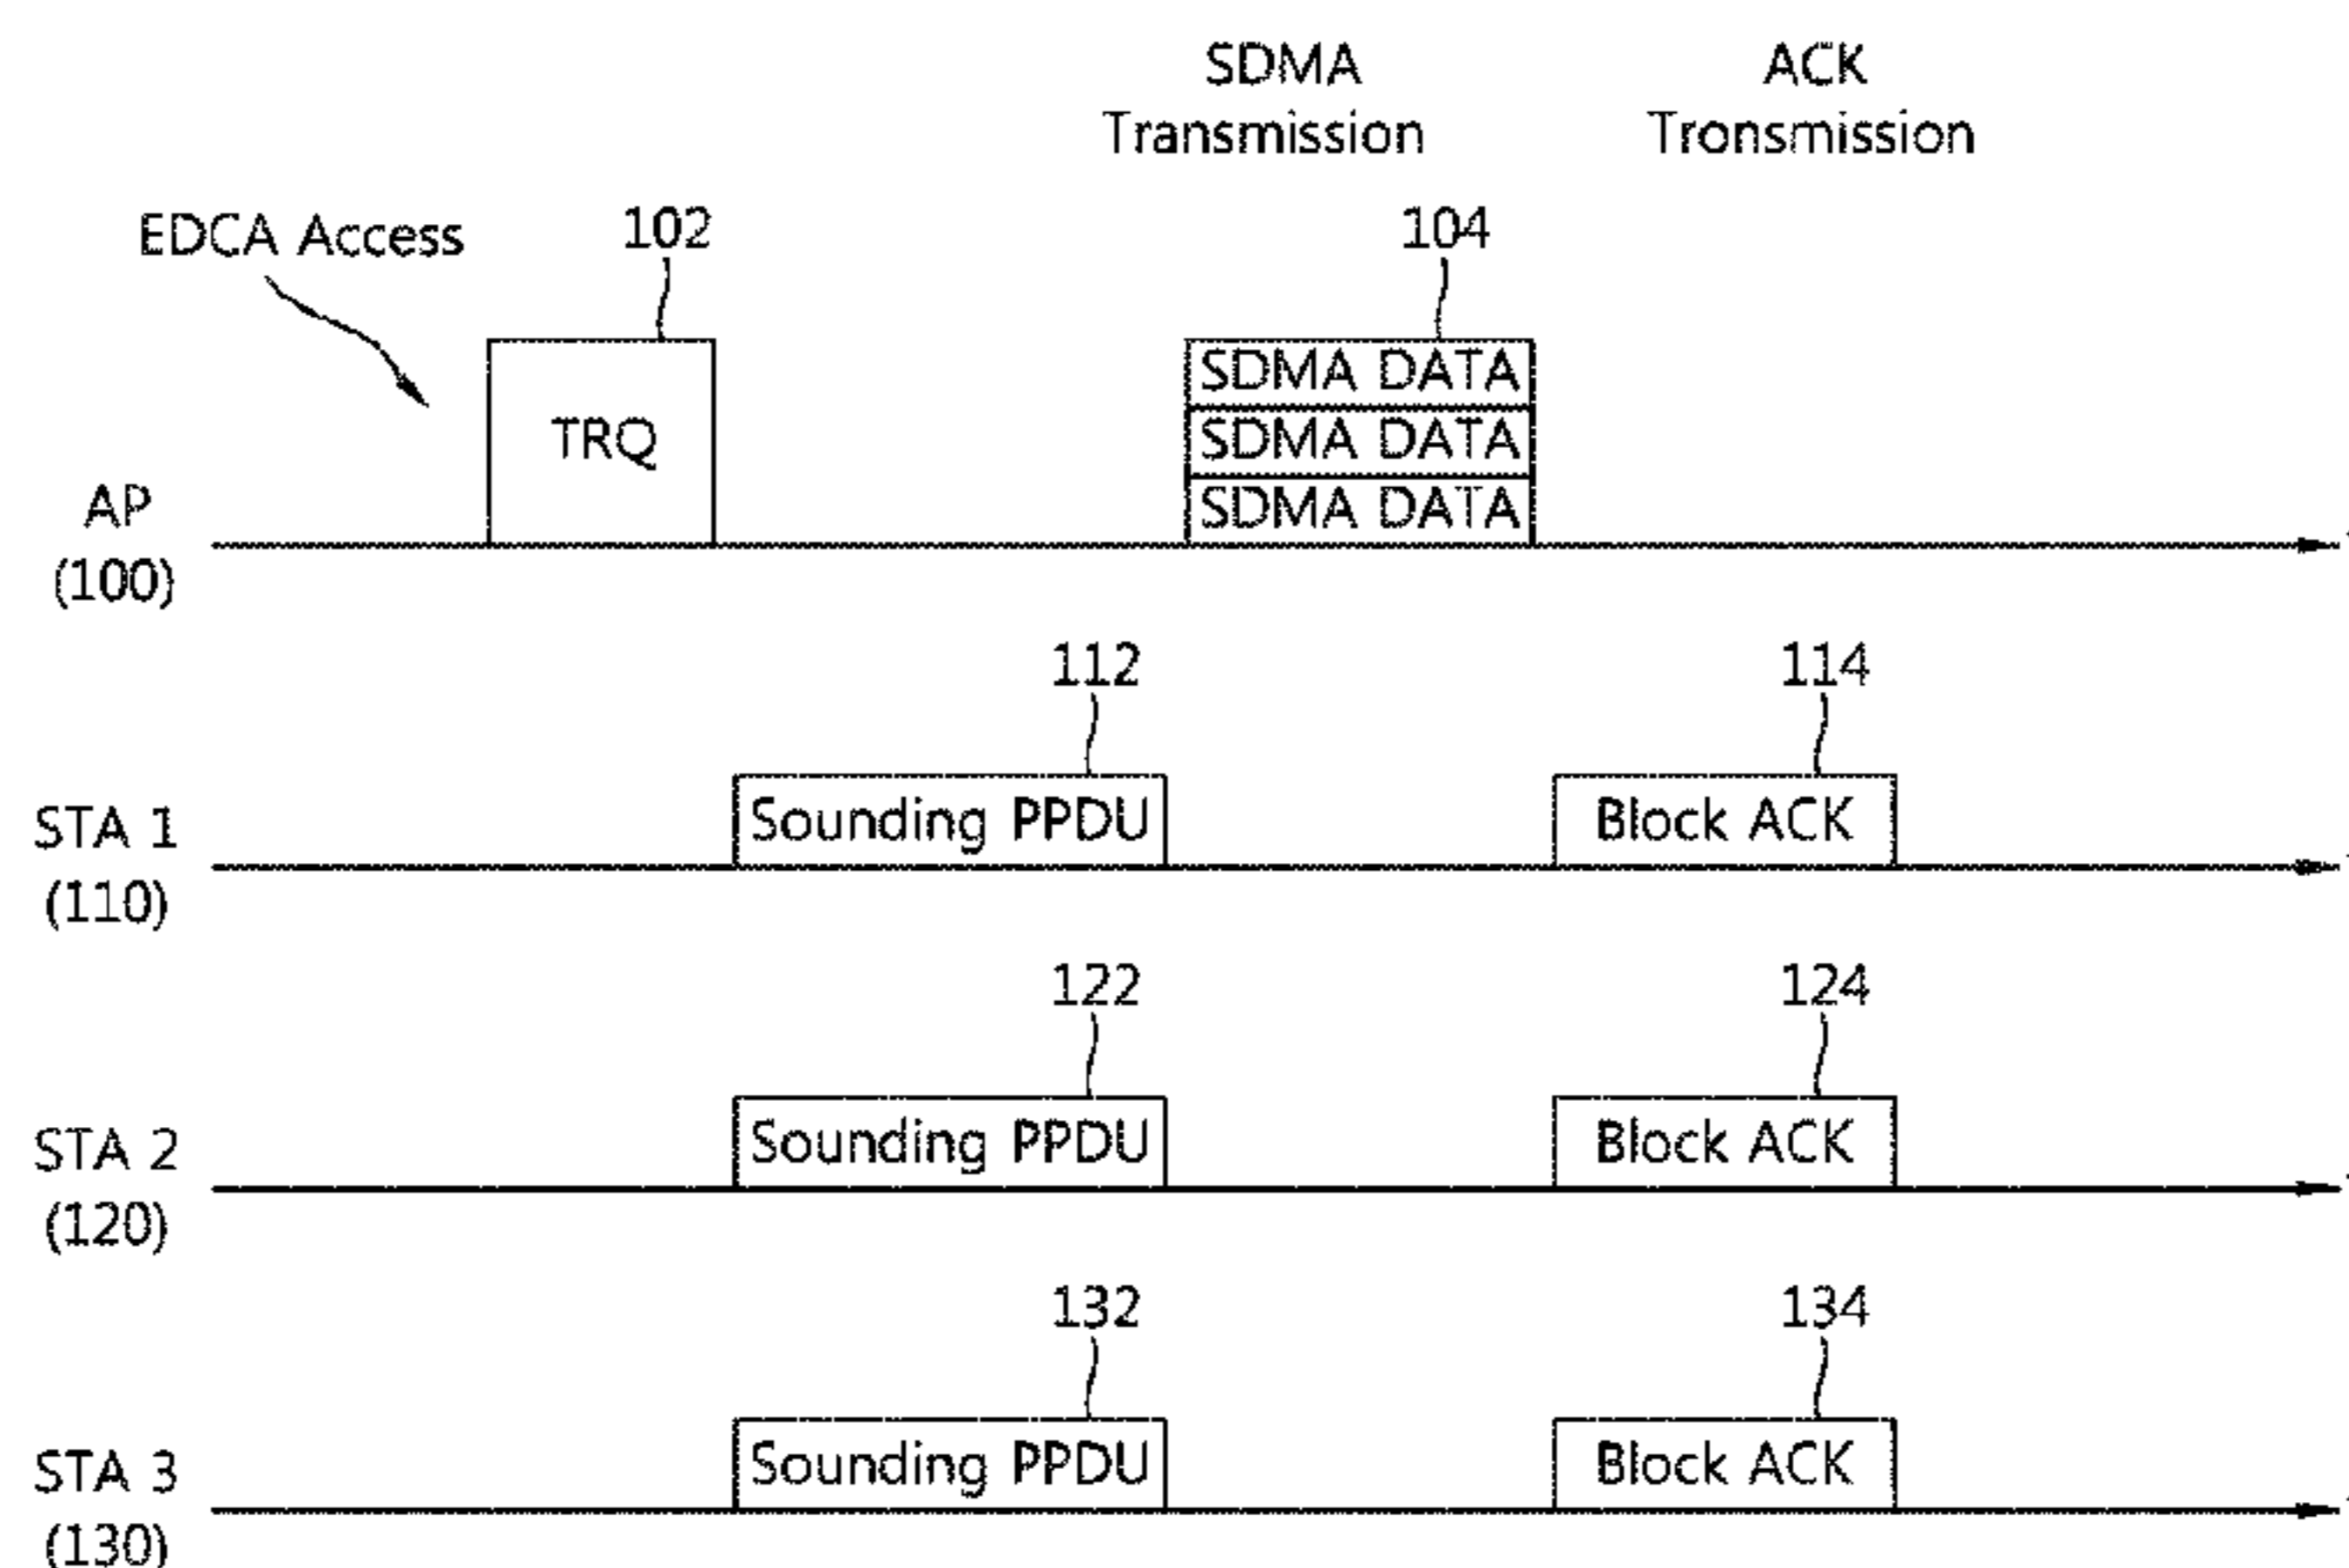 SDMA
Transmission
ACK
Tronsmission
EDCA Access
102
104
TRQ
SDMA DATA
SDMA DATA
SDMA DATA
AP
(100)
112
114
Sounding PPDU
Block ACK
STA 1
(110)
122
124
Sounding PPDU
Block ACK
STA 2
(120)
132
134
Sounding PPDU
Block ACK
STA 3
(130)